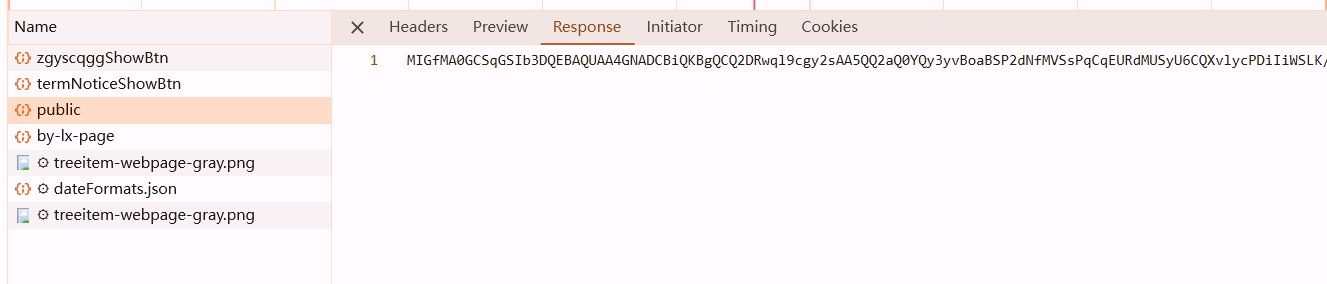 Name
Headers Preview Response Initiator Timing Cookies
zgyscqggShowBtn
termNoticeShowBtn
public
by-lx-page
treeitem-webpage-gray.png
dateFormats.json
treeitem-webpage-gray.png
1 MIGfMA0GCSqGSIb3DQEBAQUAA4GNADCBiQKBgQCQ2DRwql9cgy2sAA5QQ2aQ0YQy3yvBoaBSP2dNfMVSsPqCqEURdMUSyU6CQXvlycPDiIiWSLK/